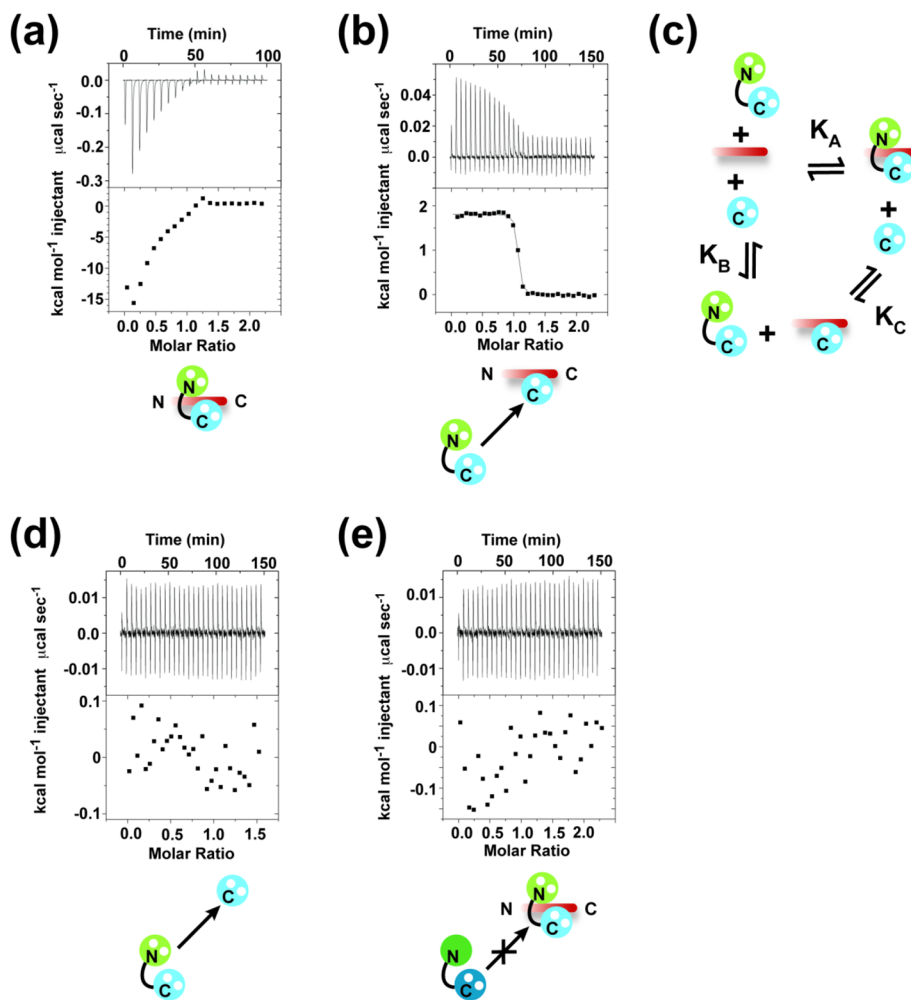 (a)
Time (min)
0 50 100
0.0
-0.1
-0.2
-0.3
0
-5
-10
-15
kcal mol⁻¹ injectant µcal sec⁻¹
0.0 0.5 1.0 1.5 2.0
Molar Ratio
N
N C
C
(b)
Time (min)
0 50 100 150
0.04
0.02
0.0
2
1
0
kcal mol⁻¹ injectant µcal sec⁻¹
0.0 0.5 1.0 1.5 2.0
Molar Ratio
N C
C
N
C
(c)
N
C
+
K_A
N
C
+
+
C
C
K_B
K_C
N
C
+
C
(d)
Time (min)
0 50 100 150
0.01
0.0
-0.01
0.1
0
-0.1
kcal mol⁻¹ injectant µcal sec⁻¹
0.0 0.5 1.0 1.5
Molar Ratio
C
N
C
(e)
Time (min)
0 50 100 150
0.01
0.0
-0.01
0.1
0
-0.1
kcal mol⁻¹ injectant µcal sec⁻¹
0.0 0.5 1.0 1.5 2.0
Molar Ratio
N
N C
C
N
C